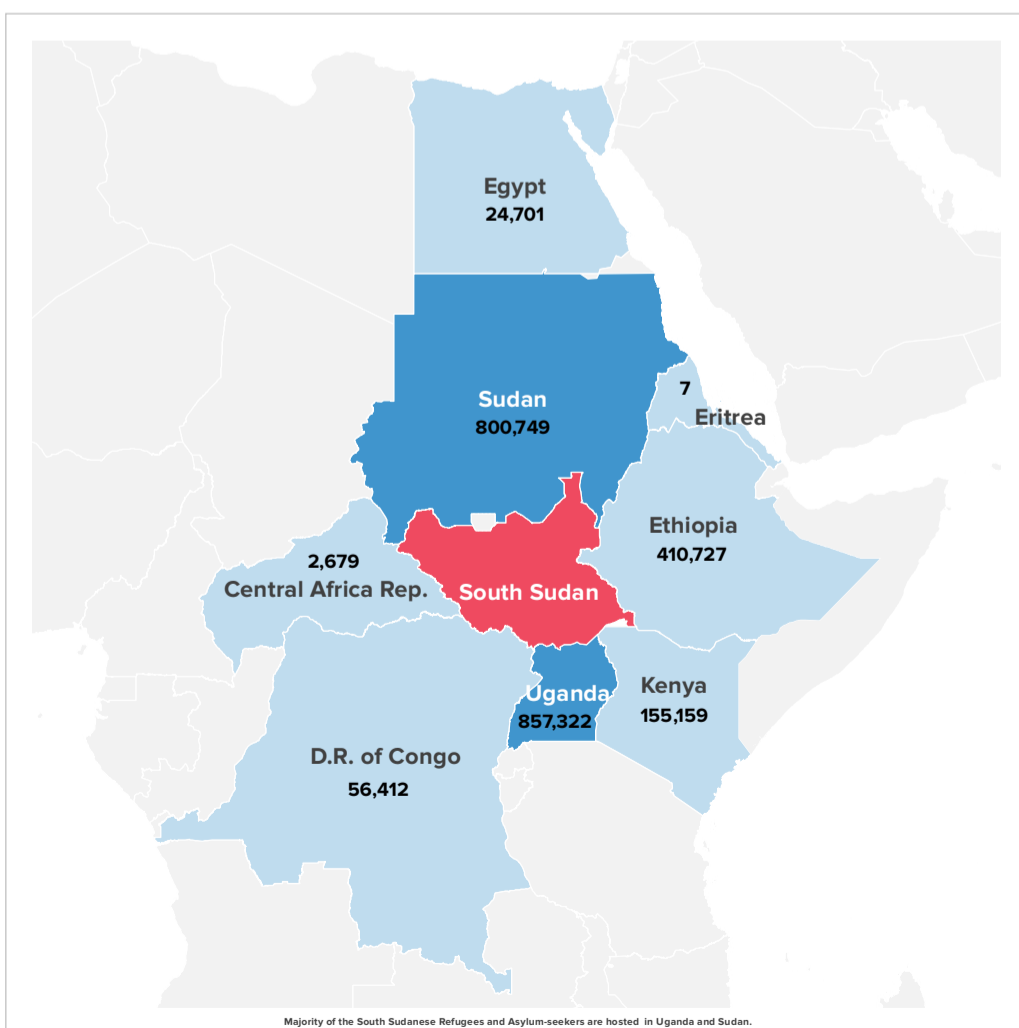 Egypt
24,701
Sudan
800,749
7
Eritrea
Ethiopia
410,727
2,679
Central Africa Rep.
South Sudan
Uganda
857,322
Kenya
155,159
D.R. of Congo
56,412
Majority of the South Sudanese Refugees and Asylum-seekers are hosted in Uganda and Sudan.